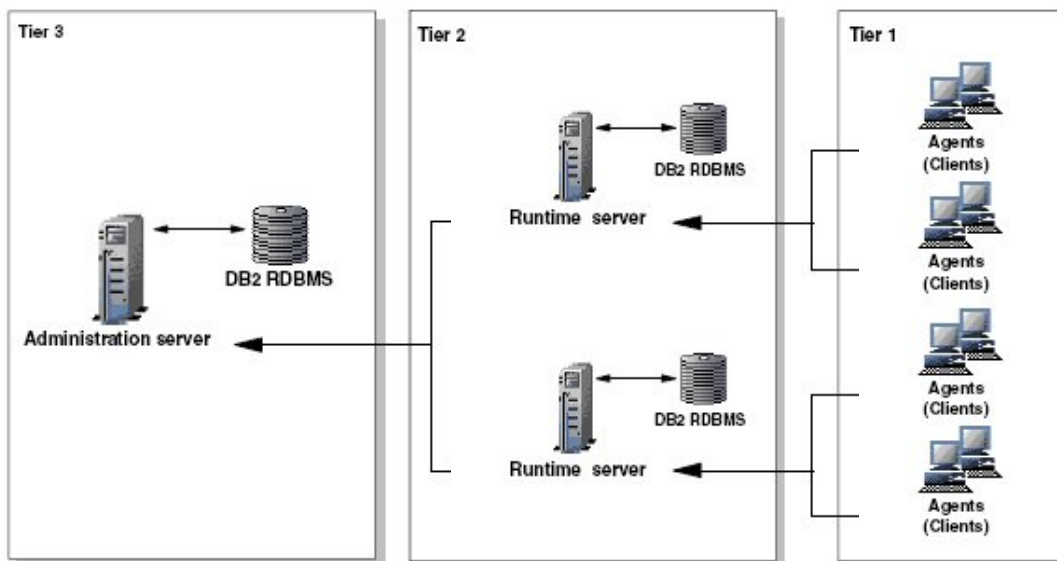 Tier 3
DB2 RDBMS
Administration server
Tier 2
DB2 RDBMS
Runtime server
DB2 RDBMS
Runtime server
Tier 1
Agents
(Clients)
Agents
(Clients)
Agents
(Clients)
Agents
(Clients)